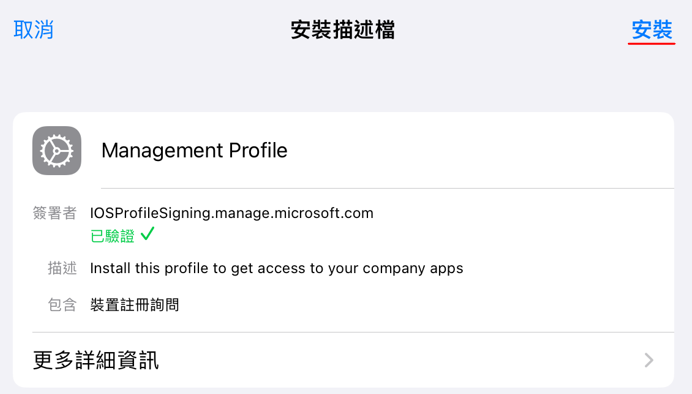 取消 安裝描述檔 安裝
Management Profile
簽署者 IOSProfileSigning.manage.microsoft.com
已驗證 ✓
描述 Install this profile to get access to your company apps
包含 裝置註冊詢問
更多詳細資訊